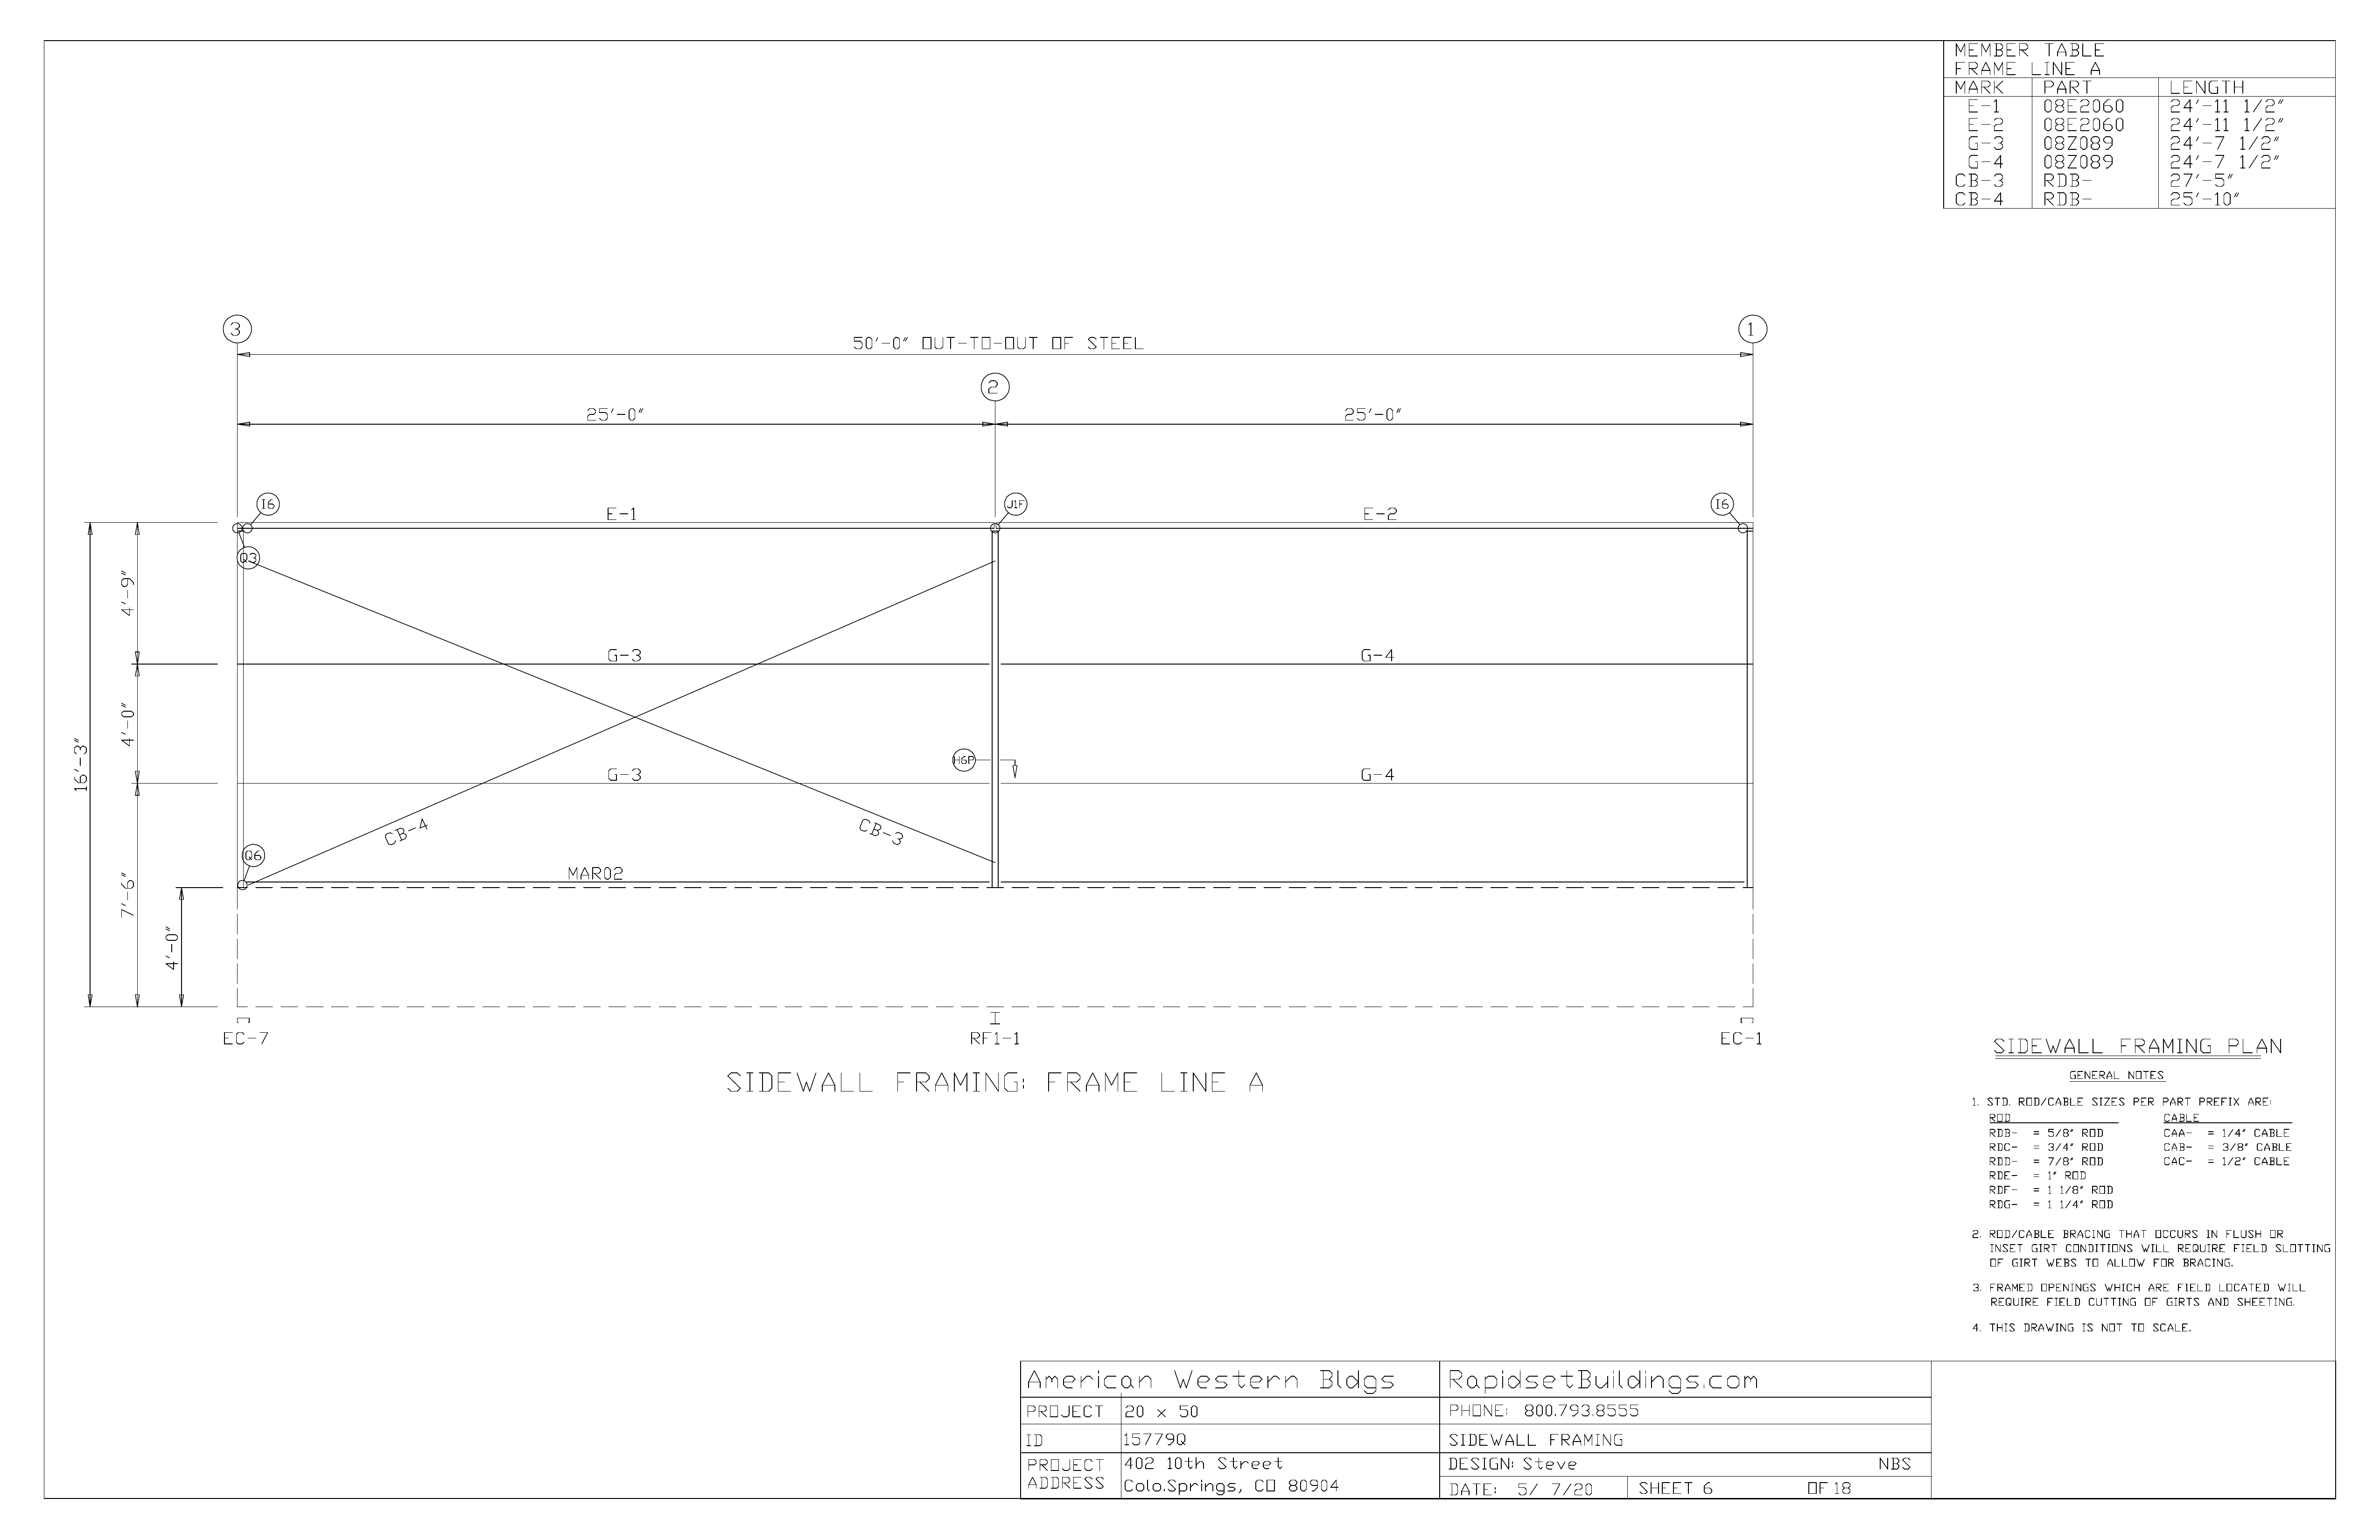 MEMBER TABLE
FRAME LINE A
MARK PART LENGTH
E-1 08E2060 24'-11 1/2"
E-2 08E2060 24'-11 1/2"
G-3 08Z089 24'-7 1/2"
G-4 08Z089 24'-7 1/2"
CB-3 RDB- 27'-5"
CB-4 RDB- 25'-10"
3
1
50'-0" OUT-TO-OUT OF STEEL
2
25'-0" 25'-0"
I6 J1F I6
E-1 E-2
Q3
4'-9"
G-3 G-4
4'-0"
16'-3"
H6P
G-3 G-4
CB-4 CB-3
Q6
MAR02
7'-6"
4'-0"
EC-7 RF1-1 EC-1
SIDEWALL FRAMING: FRAME LINE A
SIDEWALL FRAMING PLAN
GENERAL NOTES
1. STD. ROD/CABLE SIZES PER PART PREFIX ARE:
ROD CABLE
RDB- = 5/8" ROD CAA- = 1/4" CABLE
RDC- = 3/4" ROD CAB- = 3/8" CABLE
RDD- = 7/8" ROD CAC- = 1/2" CABLE
RDE- = 1" ROD
RDF- = 1 1/8" ROD
RDG- = 1 1/4" ROD
2. ROD/CABLE BRACING THAT OCCURS IN FLUSH OR
INSET GIRT CONDITIONS WILL REQUIRE FIELD SLOTTING
OF GIRT WEBS TO ALLOW FOR BRACING.
3. FRAMED OPENINGS WHICH ARE FIELD LOCATED WILL
REQUIRE FIELD CUTTING OF GIRTS AND SHEETING.
4. THIS DRAWING IS NOT TO SCALE.
American Western Bldgs RapidsetBuildings.com
PROJECT 20 x 50 PHONE: 800.793.8555
ID 15779Q SIDEWALL FRAMING
PROJECT ADDRESS 402 10th Street DESIGN: Steve NBS
Colo.Springs, CO 80904 DATE: 5/ 7/20 SHEET 6 OF 18